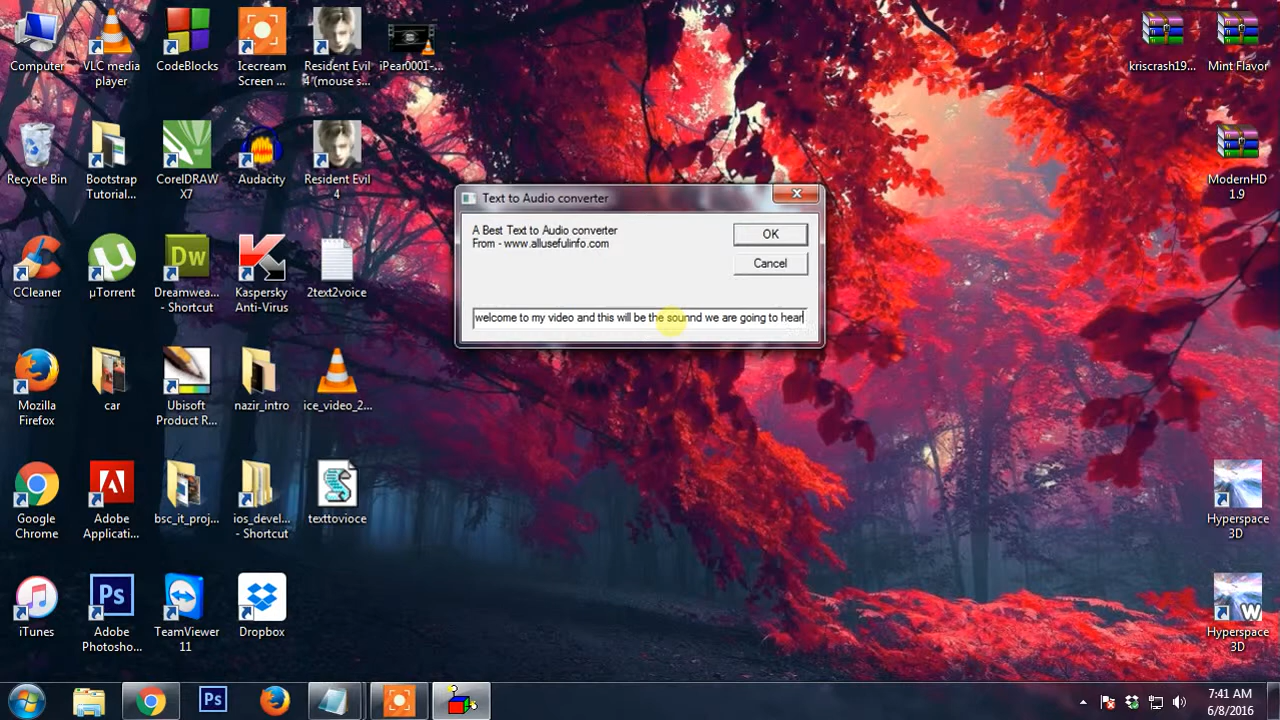 Computer
VLC media
player
CodeBlocks
Icecream
Screen ...
Resident Evil
4 (mouse s...
iPear0001-...
kriscrash19...
Mint Flavor
Recycle Bin
Bootstrap
Tutorial...
CorelDRAW
X7
Audacity
Resident Evil
4
ModernHD
1.9
Text to Audio converter
A Best Text to Audio converter
From - www.allusefulinfo.com
OK
Cancel
welcome to my video and this will be the sounnd we are going to hear
CCleaner
µTorrent
Dw
Dreamwea...
- Shortcut
Kaspersky
Anti-Virus
2text2voice
Mozilla
Firefox
car
Ubisoft
Product R...
nazir_intro
ice_video_2...
Google
Chrome
Adobe
Applicati...
bsc_it_proj...
ios_devel...
- Shortcut
texttovioce
Hyperspace
3D
iTunes
Ps
Adobe
Photosho...
TeamViewer
11
Dropbox
W
Hyperspace
3D
Ps
7:41 AM
6/8/2016